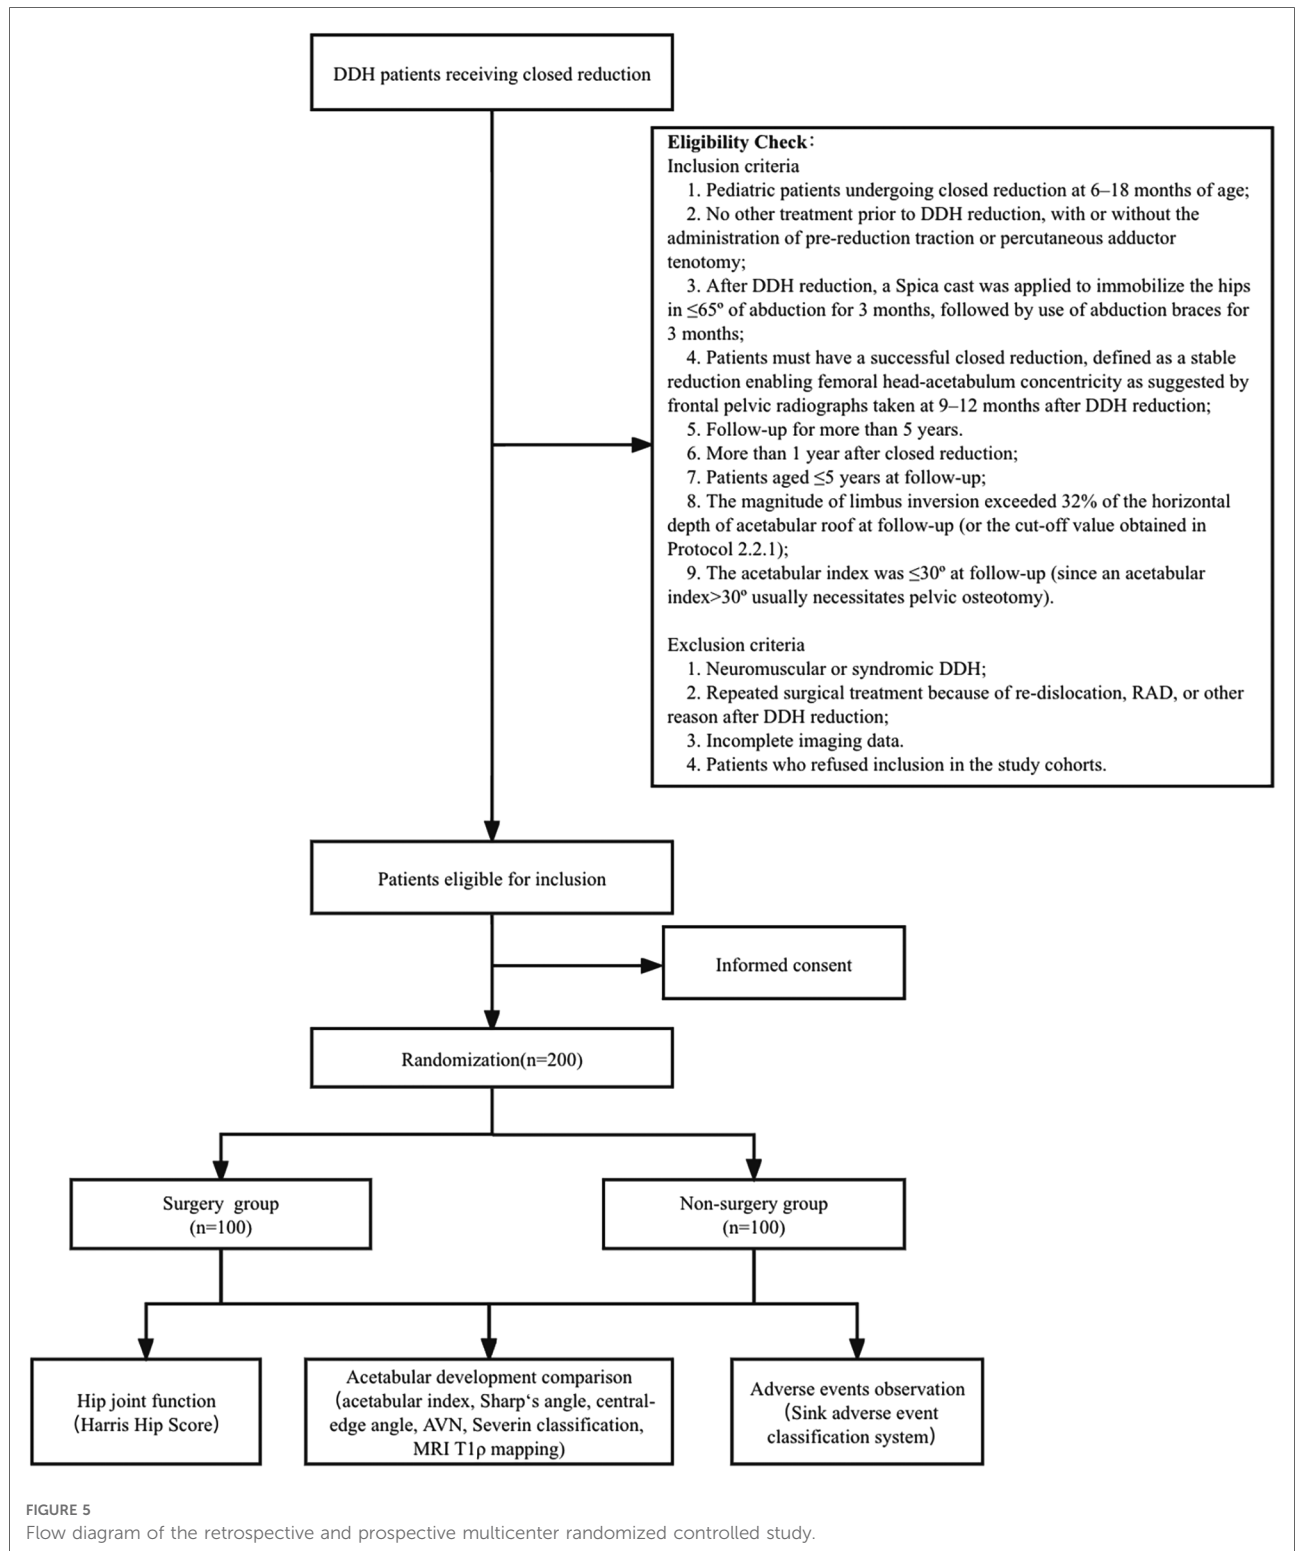 DDH patients receiving closed reduction
Eligibility Check:
Inclusion criteria
1. Pediatric patients undergoing closed reduction at 6–18 months of age;
2. No other treatment prior to DDH reduction, with or without the
administration of pre-reduction traction or percutaneous adductor
tenotomy;
3. After DDH reduction, a Spica cast was applied to immobilize the hips
in ≤65º of abduction for 3 months, followed by use of abduction braces for
3 months;
4. Patients must have a successful closed reduction, defined as a stable
reduction enabling femoral head-acetabulum concentricity as suggested by
frontal pelvic radiographs taken at 9–12 months after DDH reduction;
5. Follow-up for more than 5 years.
6. More than 1 year after closed reduction;
7. Patients aged ≤5 years at follow-up;
8. The magnitude of limbus inversion exceeded 32% of the horizontal
depth of acetabular roof at follow-up (or the cut-off value obtained in
Protocol 2.2.1);
9. The acetabular index was ≤30º at follow-up (since an acetabular
index>30º usually necessitates pelvic osteotomy).
Exclusion criteria
1. Neuromuscular or syndromic DDH;
2. Repeated surgical treatment because of re-dislocation, RAD, or other
reason after DDH reduction;
3. Incomplete imaging data.
4. Patients who refused inclusion in the study cohorts.
Patients eligible for inclusion
Informed consent
Randomization(n=200)
Surgery group
(n=100)
Non-surgery group
(n=100)
Hip joint function
(Harris Hip Score)
Acetabular development comparison
(acetabular index, Sharp‘s angle, central-
edge angle, AVN, Severin classification,
MRI T1ρ mapping)
Adverse events observation
(Sink adverse event
classification system)
FIGURE 5
Flow diagram of the retrospective and prospective multicenter randomized controlled study.